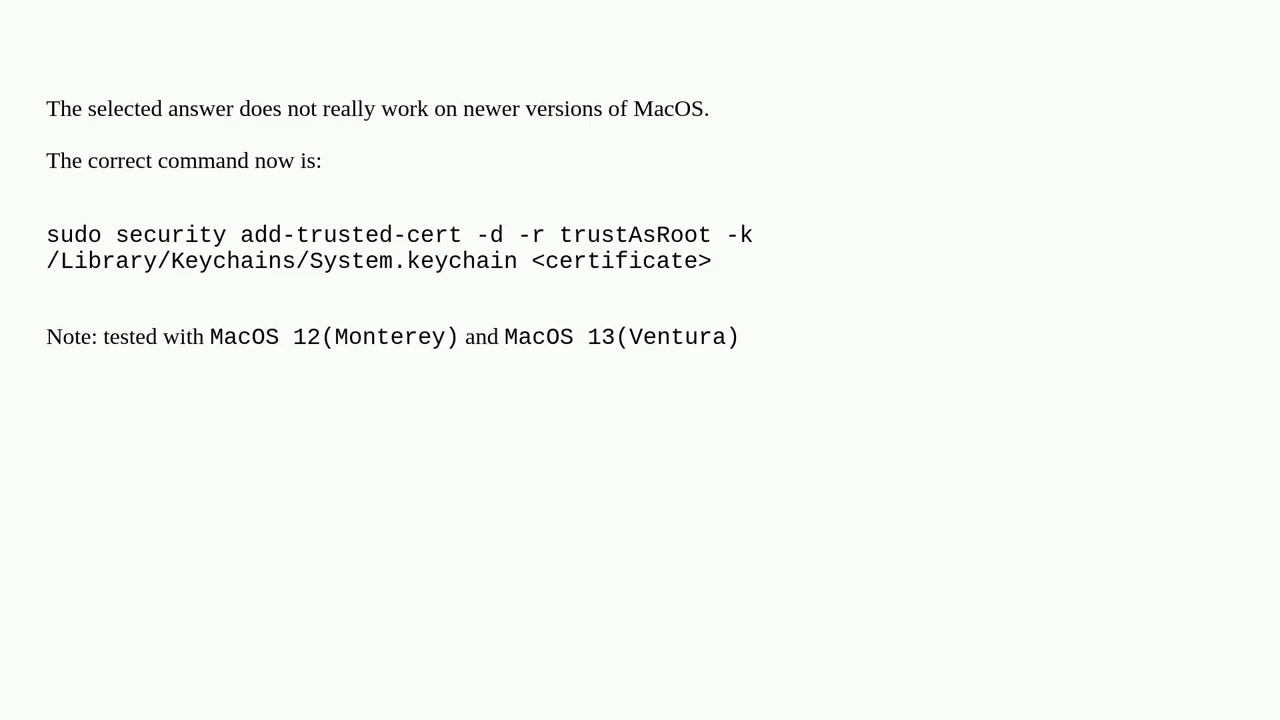 The selected answer does not really work on newer versions of MacOS.
The correct command now is:
sudo security add-trusted-cert -d -r trustAsRoot -k
/Library/Keychains/System.keychain <certificate>
Note: tested with MacOS 12(Monterey) and MacOS 13(Ventura)